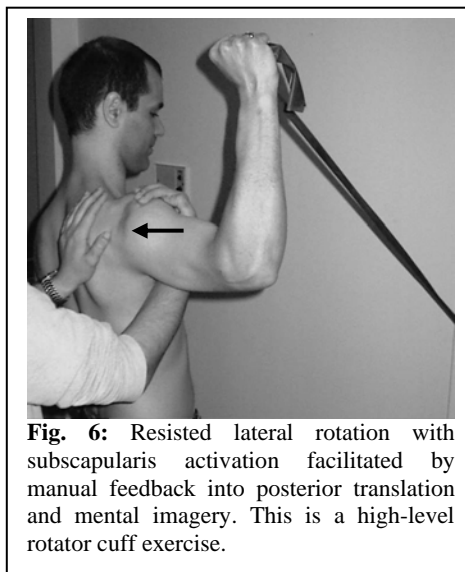 Fig. 6: Resisted lateral rotation with
subscapularis activation facilitated by
manual feedback into posterior translation
and mental imagery. This is a high-level
rotator cuff exercise.